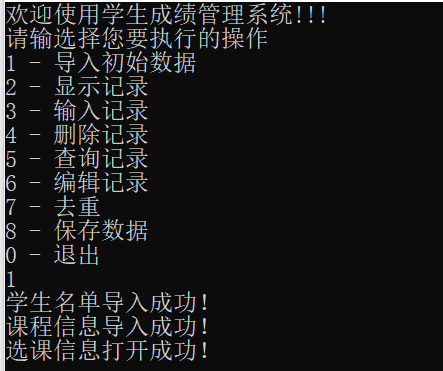 欢迎使用学生成绩管理系统!!!
请输选择您要执行的操作
1 - 导入初始数据
2 - 显示记录
3 - 输入记录
4 - 删除记录
5 - 查询记录
6 - 编辑记录
7 - 去重
8 - 保存数据
0 - 退出
1
学生名单导入成功!
课程信息导入成功!
选课信息打开成功!